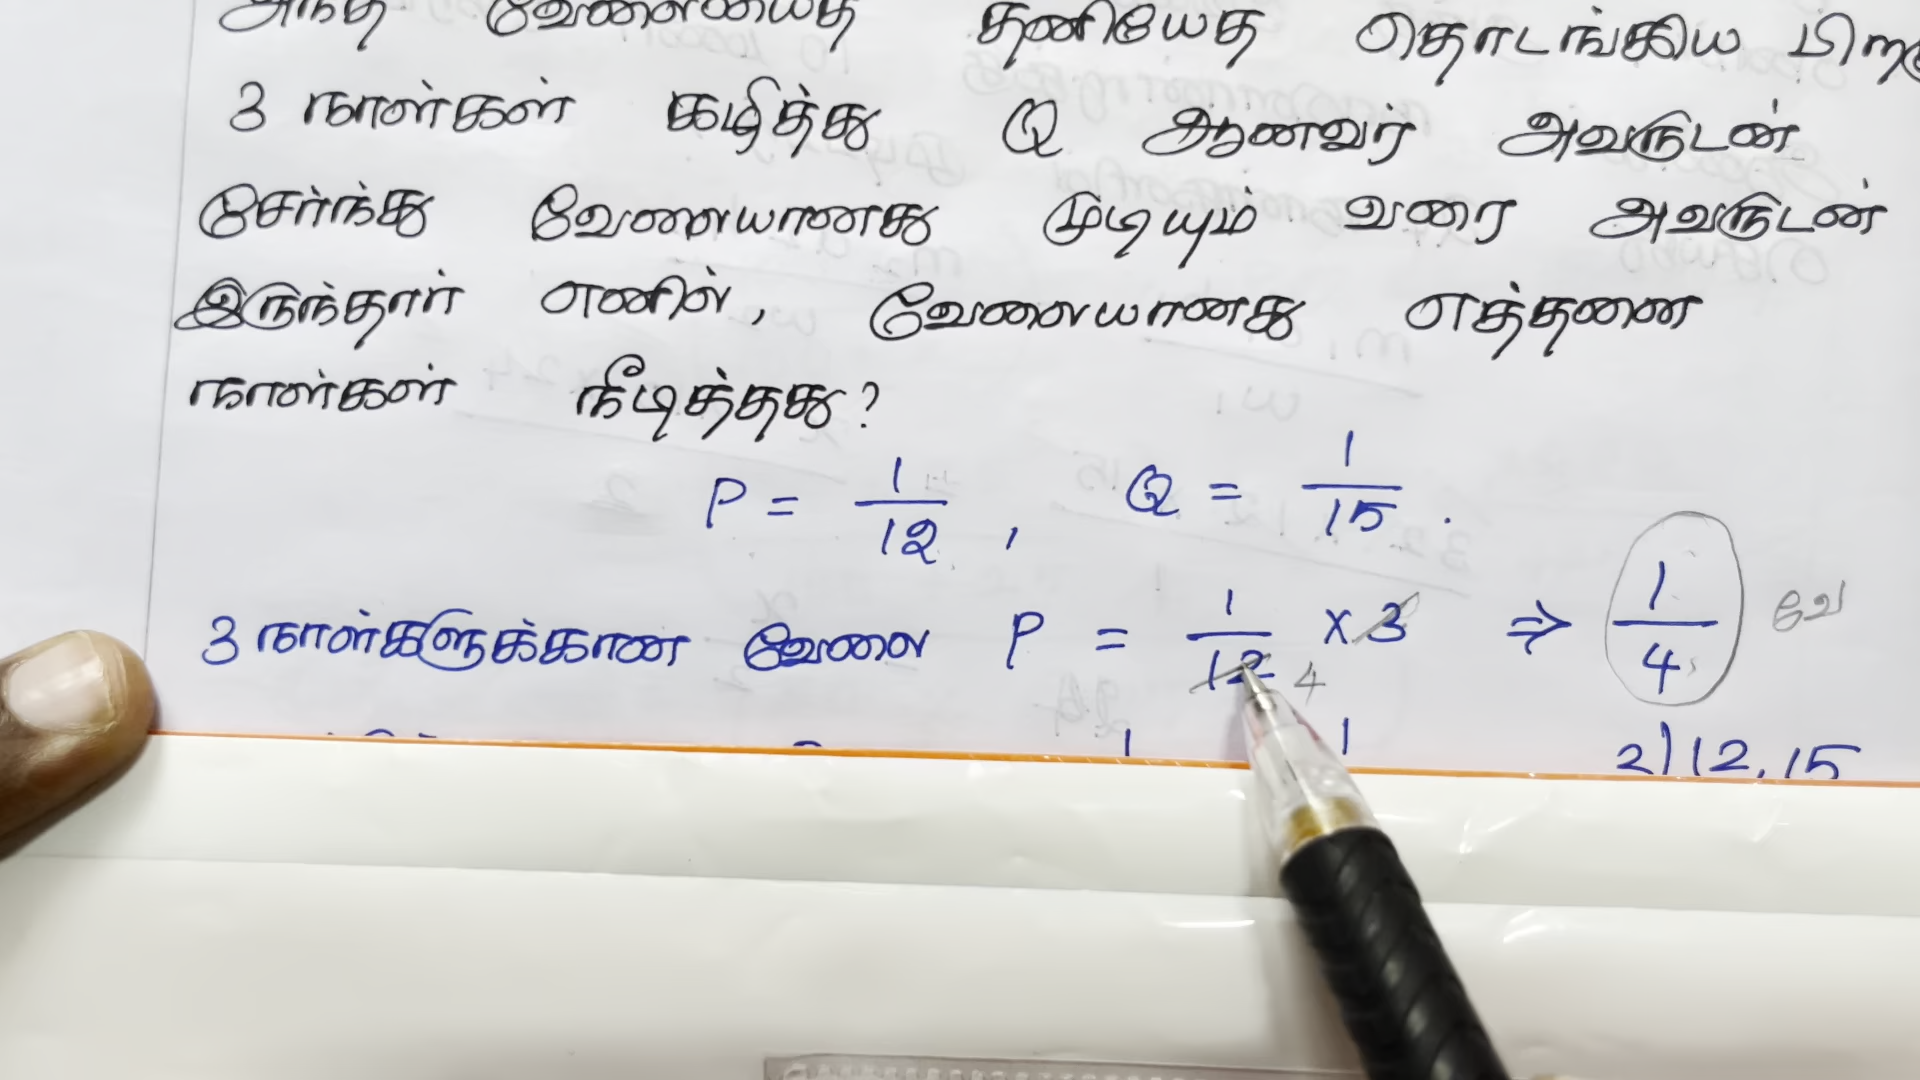 அந்த வேலையைத் தனியேத் தொடங்கிய பிறகு
3 நாள்கள் கழித்து Q ஆனவர் அவருடன்
சேர்ந்து வேலையானது முடியும் வரை அவருடன்
இருந்தார் எனில், வேலையானது எத்தனை
நாள்கள் நீடித்தது?
P = 1/12, Q = 1/15.
3 நாள்களுக்கான வேலை P = 1/12 x 3 4 ⇒ 1/4 வே
2)12,15